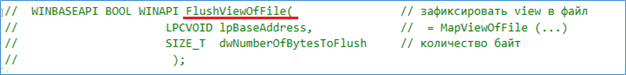 // WINBASEAPI BOOL WINAPI FlushViewOfFile( // зафиксировать view в файл
// LPCVOID lpBaseAddress, // = MapViewOfFile (...)
// SIZE_T dwNumberOfBytesToFlush // количество байт
// );